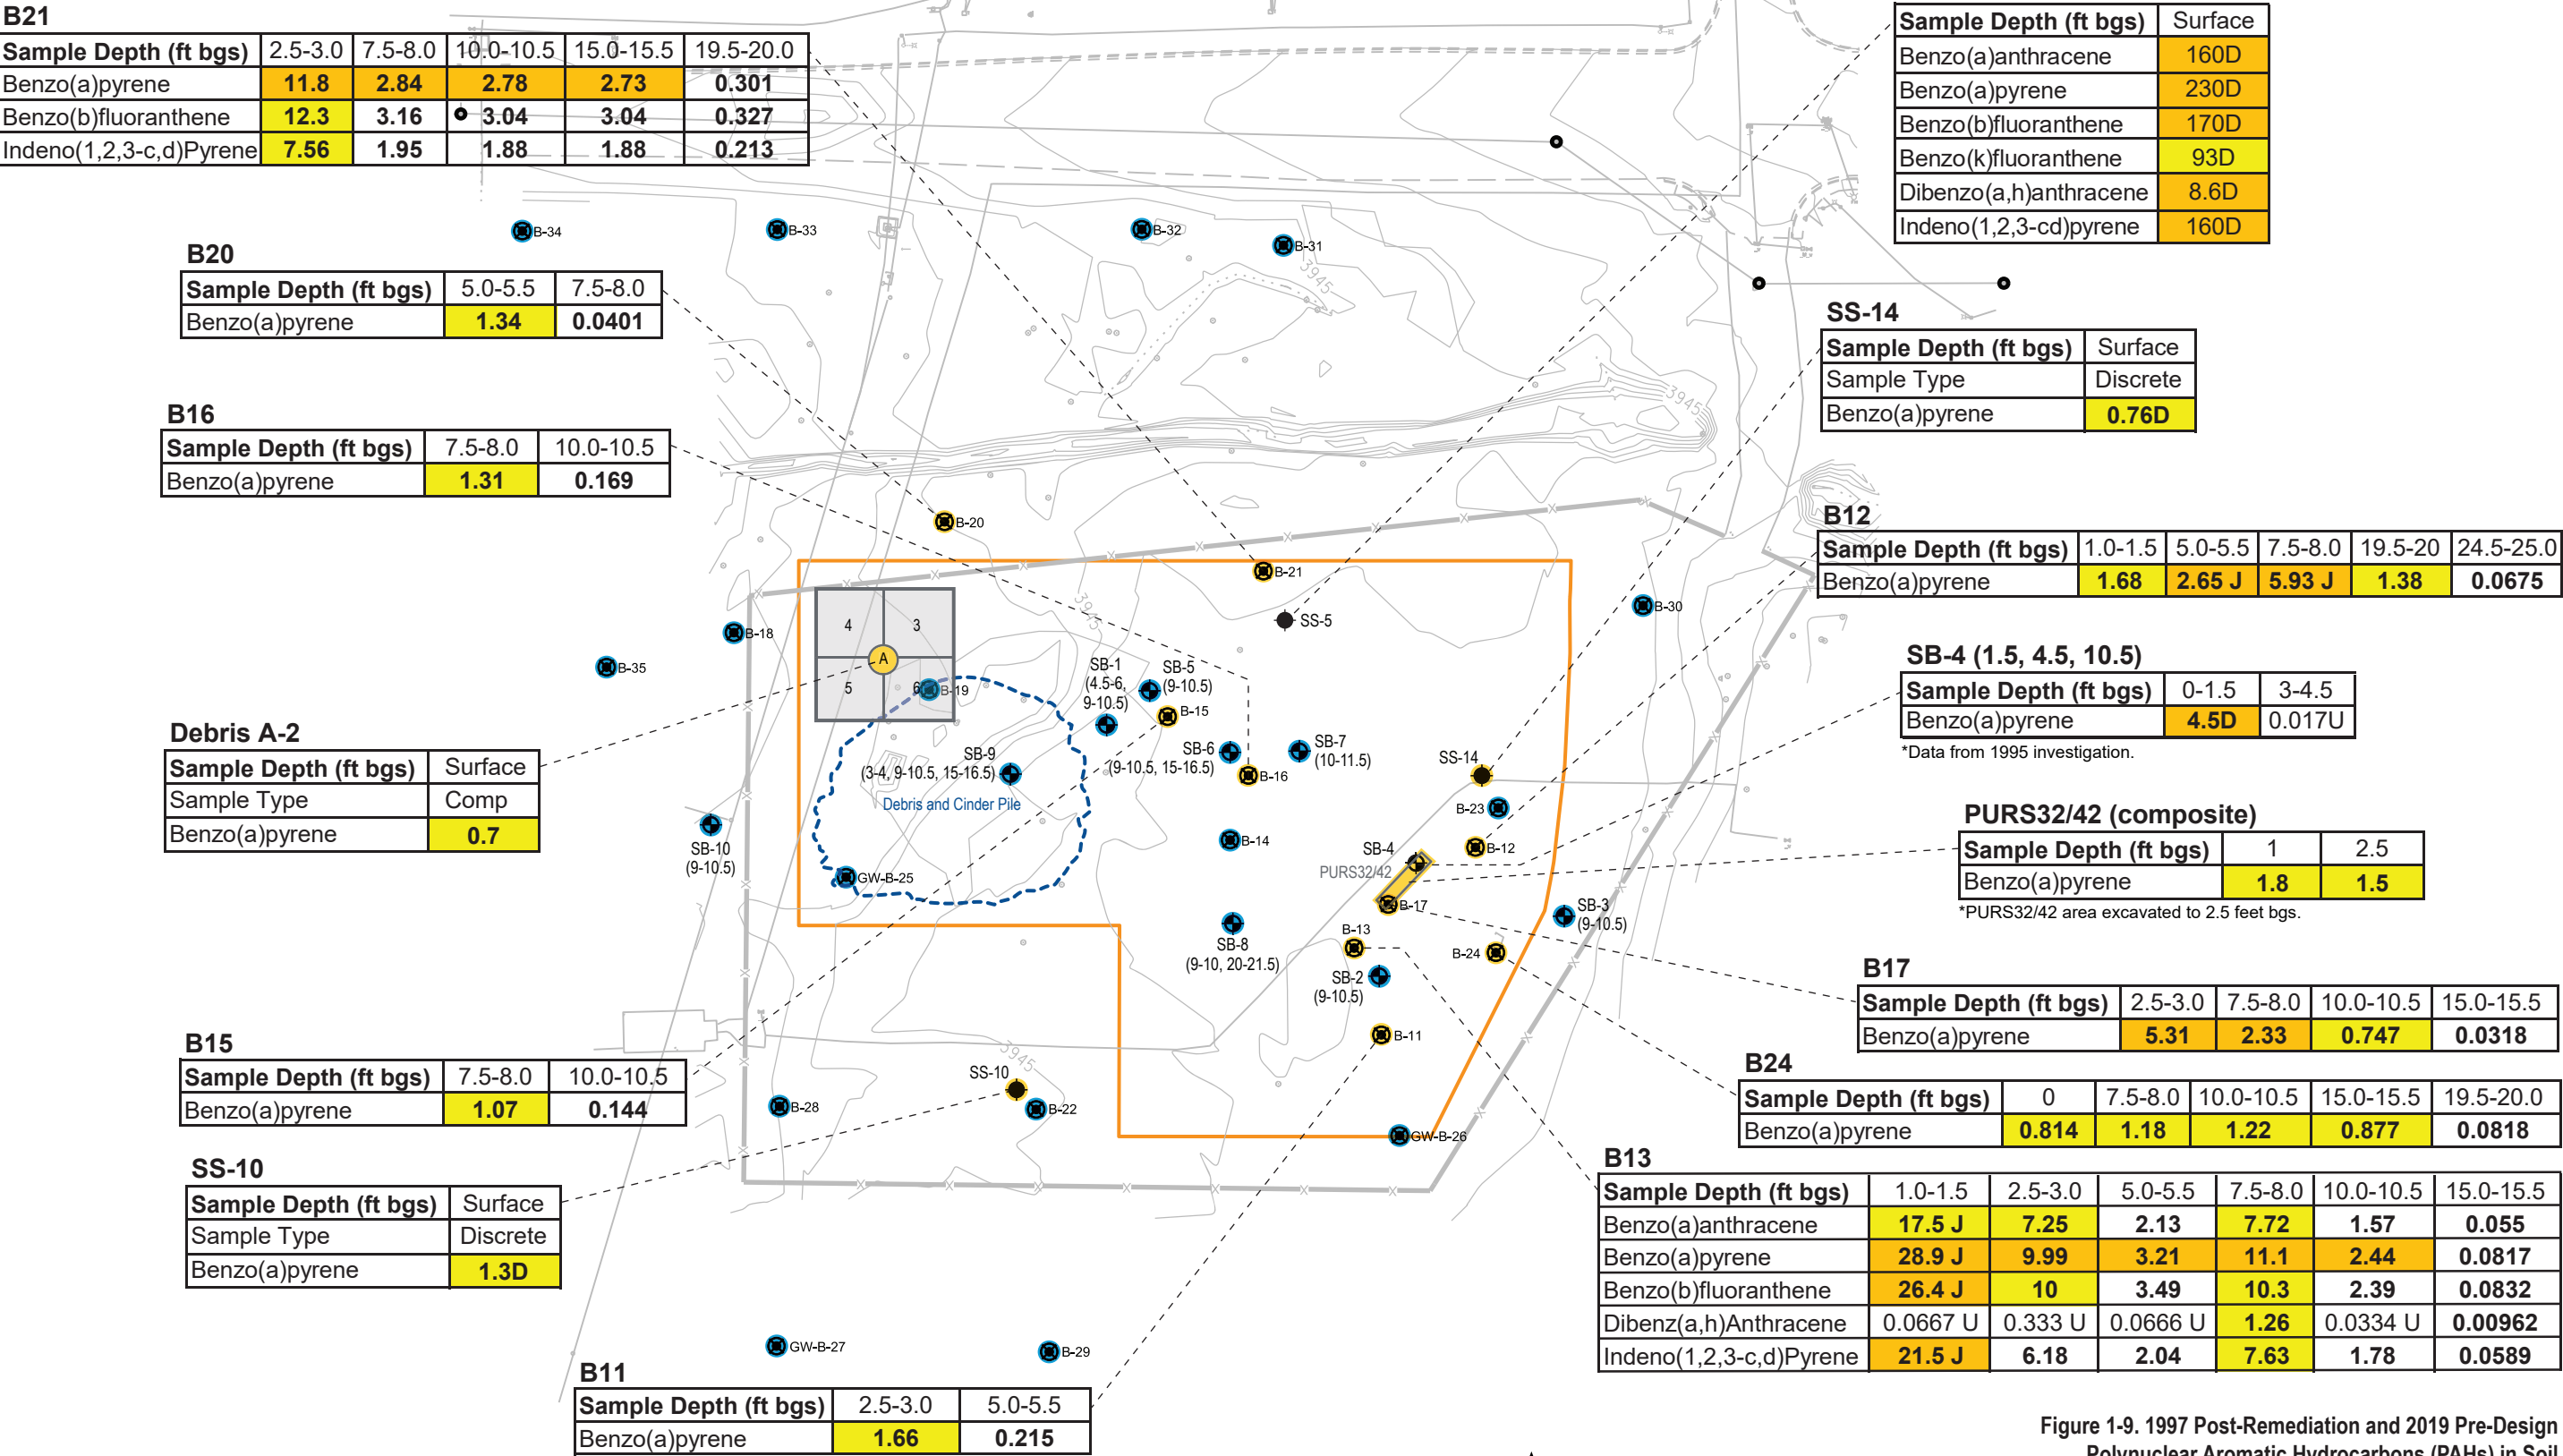 B21
Sample Depth (ft bgs) 2.5-3.0 7.5-8.0 10.0-10.5 15.0-15.5 19.5-20.0
Benzo(a)pyrene 11.8 2.84 2.78 2.73 0.301
Benzo(b)fluoranthene 12.3 3.16 3.04 3.04 0.327
Indeno(1,2,3-c,d)Pyrene 7.56 1.95 1.88 1.88 0.213
Sample Depth (ft bgs) Surface
Benzo(a)anthracene 160D
Benzo(a)pyrene 230D
Benzo(b)fluoranthene 170D
Benzo(k)fluoranthene 93D
Dibenzo(a,h)anthracene 8.6D
Indeno(1,2,3-cd)pyrene 160D
B-34
B-33
B-32
B-31
3945
B20
Sample Depth (ft bgs) 5.0-5.5 7.5-8.0
Benzo(a)pyrene 1.34 0.0401
SS-14
Sample Depth (ft bgs) Surface
Sample Type Discrete
Benzo(a)pyrene 0.76D
3945
B16
Sample Depth (ft bgs) 7.5-8.0 10.0-10.5
Benzo(a)pyrene 1.31 0.169
B12
Sample Depth (ft bgs) 1.0-1.5 5.0-5.5 7.5-8.0 19.5-20 24.5-25.0
Benzo(a)pyrene 1.68 2.65 J 5.93 J 1.38 0.0675
B-20
B-21
SS-5
B-30
3945
B-18
B-35
4 3
A
5 6
B-19
SB-1
(4.5-6,
9-10.5)
SB-5
(9-10.5)
B-15
SB-4 (1.5, 4.5, 10.5)
Sample Depth (ft bgs) 0-1.5 3-4.5
Benzo(a)pyrene 4.5D 0.017U
*Data from 1995 investigation.
Debris A-2
Sample Depth (ft bgs) Surface
Sample Type Comp
Benzo(a)pyrene 0.7
SB-9
(3-4, 9-10.5, 15-16.5)
Debris and Cinder Pile
SB-6
(9-10.5, 15-16.5)
SB-7
(10-11.5)
B-16
SS-14
B-23
B-12
B-14
SB-10
(9-10.5)
GW-B-25
SB-4
PURS32/42
B-17
PURS32/42 (composite)
Sample Depth (ft bgs) 1 2.5
Benzo(a)pyrene 1.8 1.5
*PURS32/42 area excavated to 2.5 feet bgs.
SB-3
(9-10.5)
SB-8
(9-10, 20-21.5)
B-13
B-24
SB-2
(9-10.5)
B-11
B17
Sample Depth (ft bgs) 2.5-3.0 7.5-8.0 10.0-10.5 15.0-15.5
Benzo(a)pyrene 5.31 2.33 0.747 0.0318
B15
Sample Depth (ft bgs) 7.5-8.0 10.0-10.5
Benzo(a)pyrene 1.07 0.144
3945
SS-10
B-28
B-22
GW-B-26
B24
Sample Depth (ft bgs) 0 7.5-8.0 10.0-10.5 15.0-15.5 19.5-20.0
Benzo(a)pyrene 0.814 1.18 1.22 0.877 0.0818
SS-10
Sample Depth (ft bgs) Surface
Sample Type Discrete
Benzo(a)pyrene 1.3D
B13
Sample Depth (ft bgs) 1.0-1.5 2.5-3.0 5.0-5.5 7.5-8.0 10.0-10.5 15.0-15.5
Benzo(a)anthracene 17.5 J 7.25 2.13 7.72 1.57 0.055
Benzo(a)pyrene 28.9 J 9.99 3.21 11.1 2.44 0.0817
Benzo(b)fluoranthene 26.4 J 10 3.49 10.3 2.39 0.0832
Dibenz(a,h)Anthracene 0.0667 U 0.333 U 0.0666 U 1.26 0.0334 U 0.00962
Indeno(1,2,3-c,d)Pyrene 21.5 J 6.18 2.04 7.63 1.78 0.0589
GW-B-27
B-29
B11
Sample Depth (ft bgs) 2.5-3.0 5.0-5.5
Benzo(a)pyrene 1.66 0.215
Figure 1-9. 1997 Post-Remediation and 2019 Pre-Design
Polynuclear Aromatic Hydrocarbons (PAHs) in Soil